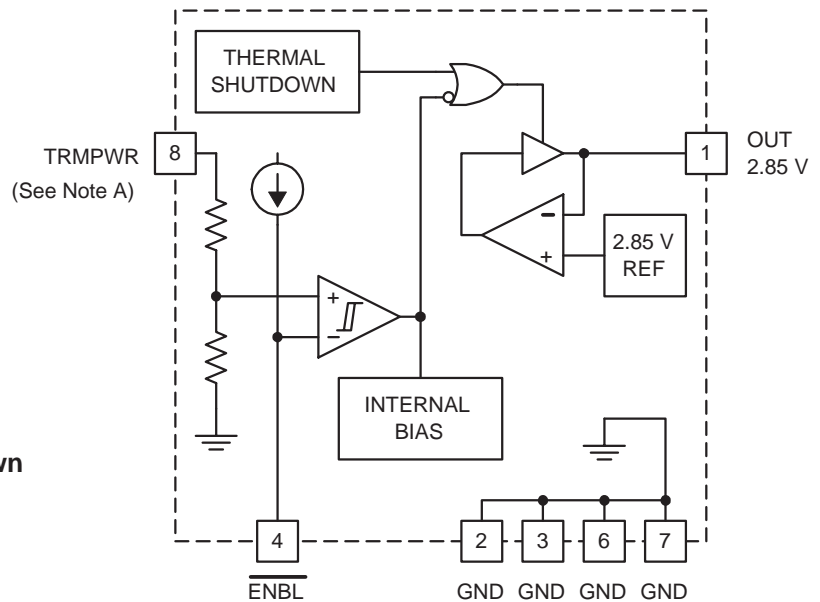 THERMAL
SHUTDOWN
TRMPWR
8
(See Note A)
1
OUT
2.85 V
–
+
2.85 V
REF
+
–
INTERNAL
BIAS
4
2
3
6
7
ENBL
GND
GND
GND
GND